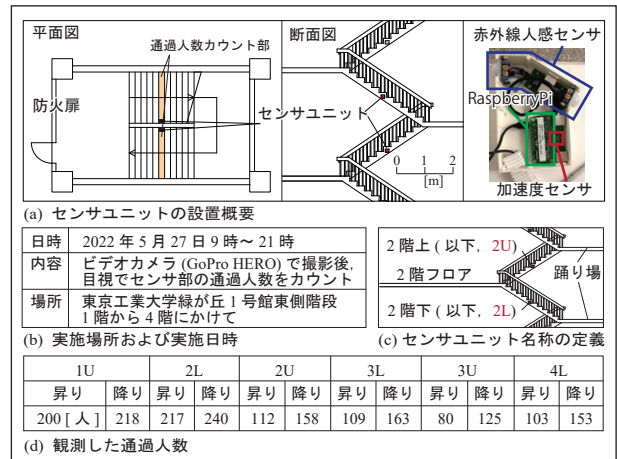 平面図
通過人数カウント部
防火扉
断面図
センサユニット
0 1 2
[m]
赤外線人感センサ
RaspberryPi
加速度センサ
(a) センサユニットの設置概要
日時 2022 年 5 月 27 日 9 時〜 21 時
内容 ビデオカメラ (GoPro HERO) で撮影後,
目視でセンサ部の通過人数をカウント
場所 東京工業大学緑が丘 1 号館東側階段
1 階から 4 階にかけて
(b) 実施場所および実施日時
2 階上 ( 以下, 2U)
2 階フロア
踊り場
2 階下 ( 以下, 2L)
(c) センサユニット名称の定義
1U 2L 2U 3L 3U 4L
昇り 降り 昇り 降り 昇り 降り 昇り 降り 昇り 降り 昇り 降り
200 [ 人 ] 218 217 240 112 158 109 163 80 125 103 153
(d) 観測した通過人数